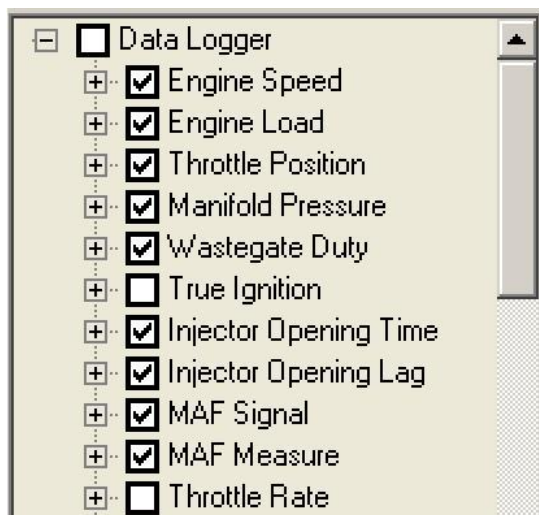 Data Logger
Engine Speed
Engine Load
Throttle Position
Manifold Pressure
Wastegate Duty
True Ignition
Injector Opening Time
Injector Opening Lag
MAF Signal
MAF Measure
Throttle Rate